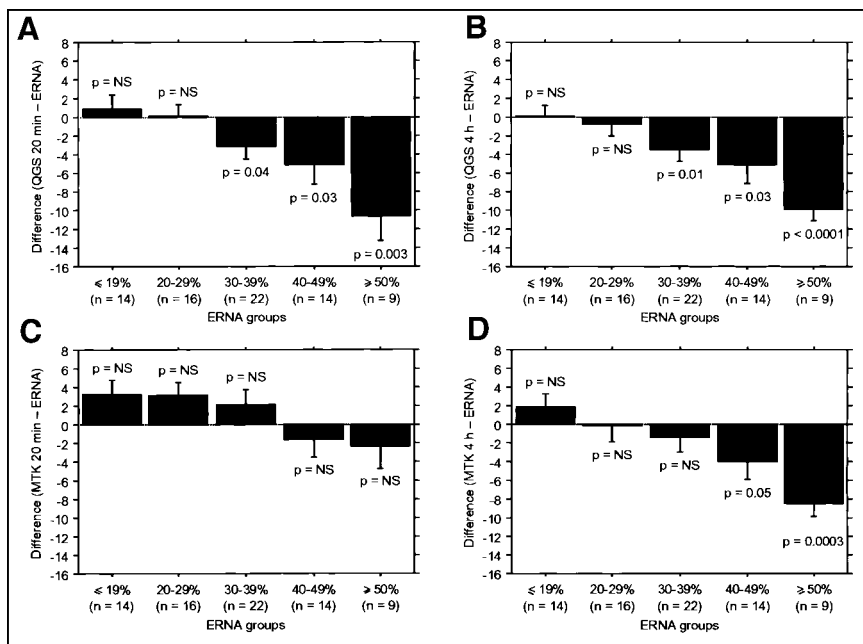 A
8
6
4
2
0
-2
-4
-6
-8
-10
-12
-14
-16
Difference (QGS 20 min – ERNA)
p = NS
p = NS
p = 0.04
p = 0.03
p = 0.003
⩽ 19% 20-29% 30-39% 40-49% ⩾ 50%
(n = 14) (n = 16) (n = 22) (n = 14) (n = 9)
ERNA groups
B
8
6
4
2
0
-2
-4
-6
-8
-10
-12
-14
-16
Difference (QGS 4 h – ERNA)
p = NS
p = NS
p = 0.01
p = 0.03
p < 0.0001
⩽ 19% 20-29% 30-39% 40-49% ⩾ 50%
(n = 14) (n = 16) (n = 22) (n = 14) (n = 9)
ERNA groups
C
8
6
4
2
0
-2
-4
-6
-8
-10
-12
-14
-16
Difference (MTK 20 min – ERNA)
p = NS
p = NS
p = NS
p = NS
p = NS
⩽ 19% 20-29% 30-39% 40-49% ⩾ 50%
(n = 14) (n = 16) (n = 22) (n = 14) (n = 9)
ERNA groups
D
8
6
4
2
0
-2
-4
-6
-8
-10
-12
-14
-16
Difference (MTK 4 h – ERNA)
p = NS
p = NS
p = NS
p = 0.05
p = 0.0003
⩽ 19% 20-29% 30-39% 40-49% ⩾ 50%
(n = 14) (n = 16) (n = 22) (n = 14) (n = 9)
ERNA groups